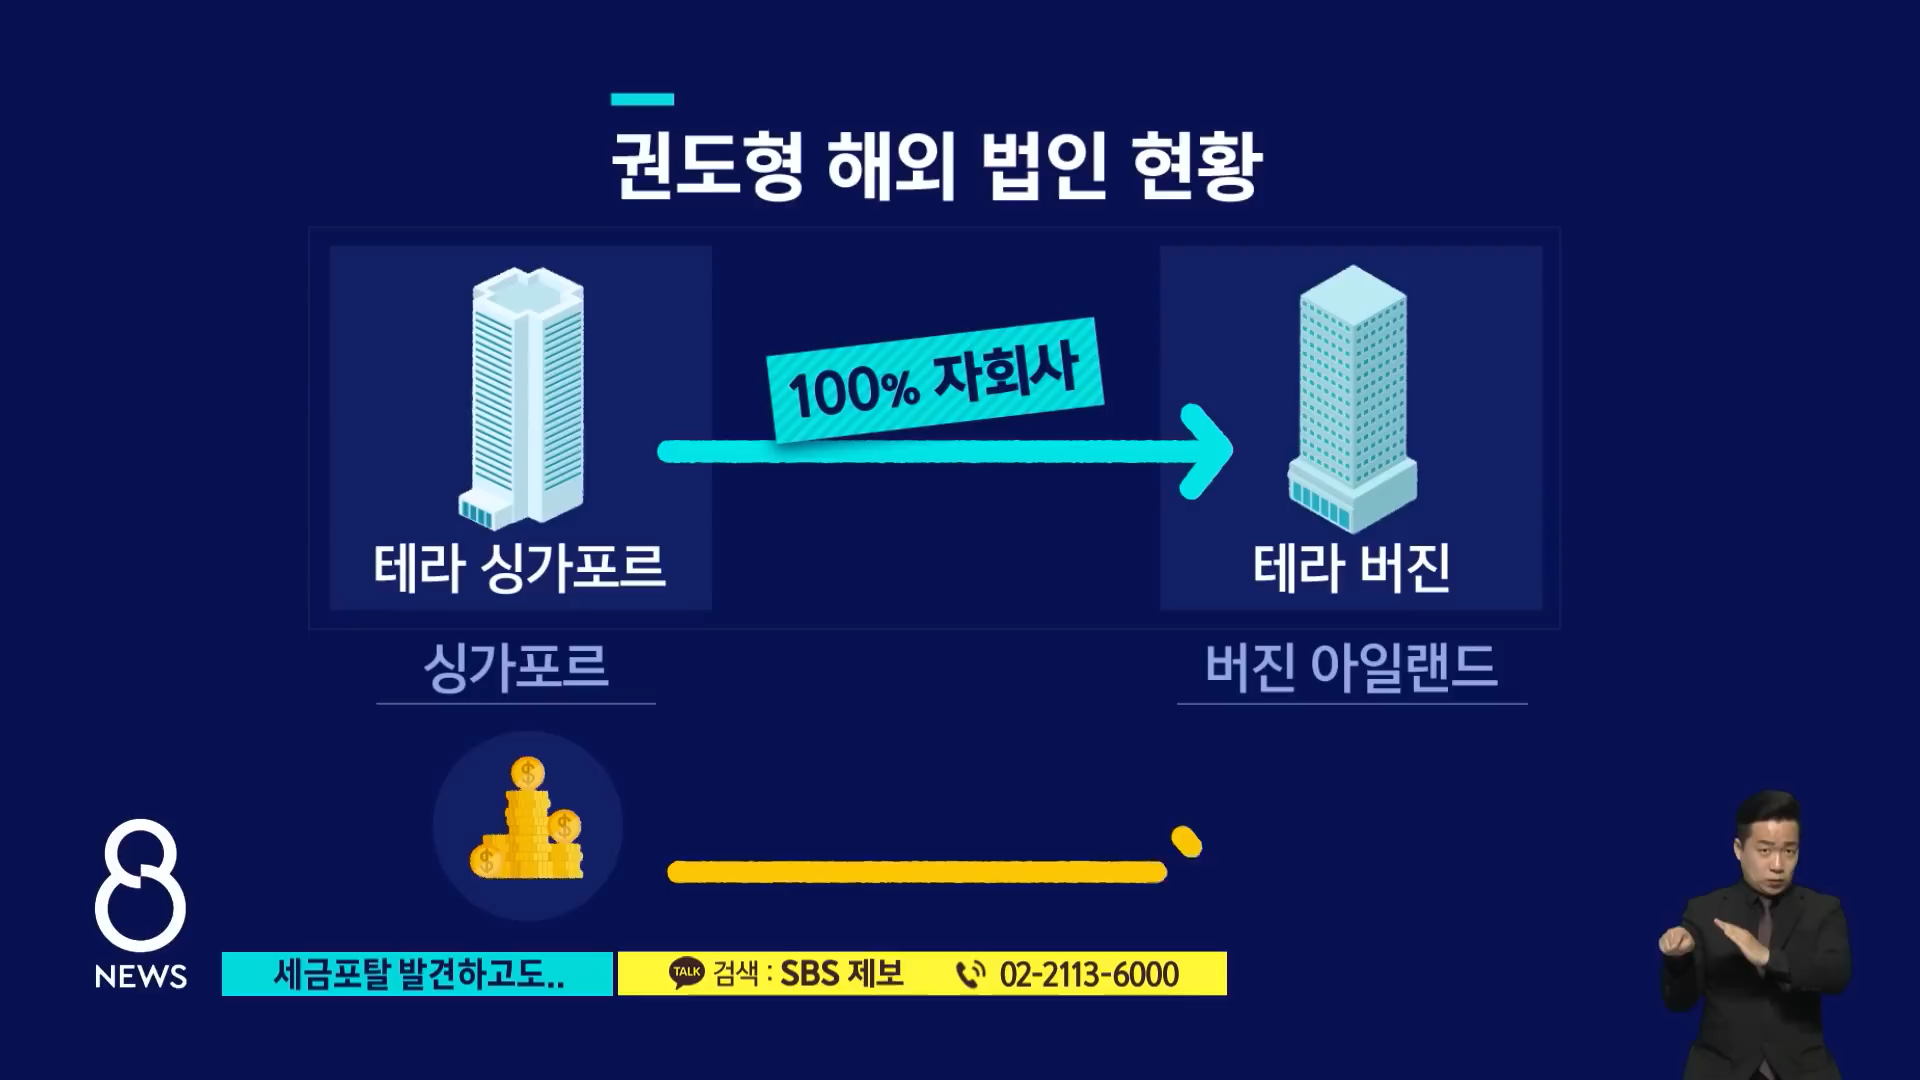 권도형 해외 법인 현황
100% 자회사
테라 싱가포르
테라 버진
싱가포르
버진 아일랜드
8
NEWS
세금포탈 발견하고도..
TALK 검색 : SBS 제보 02-2113-6000